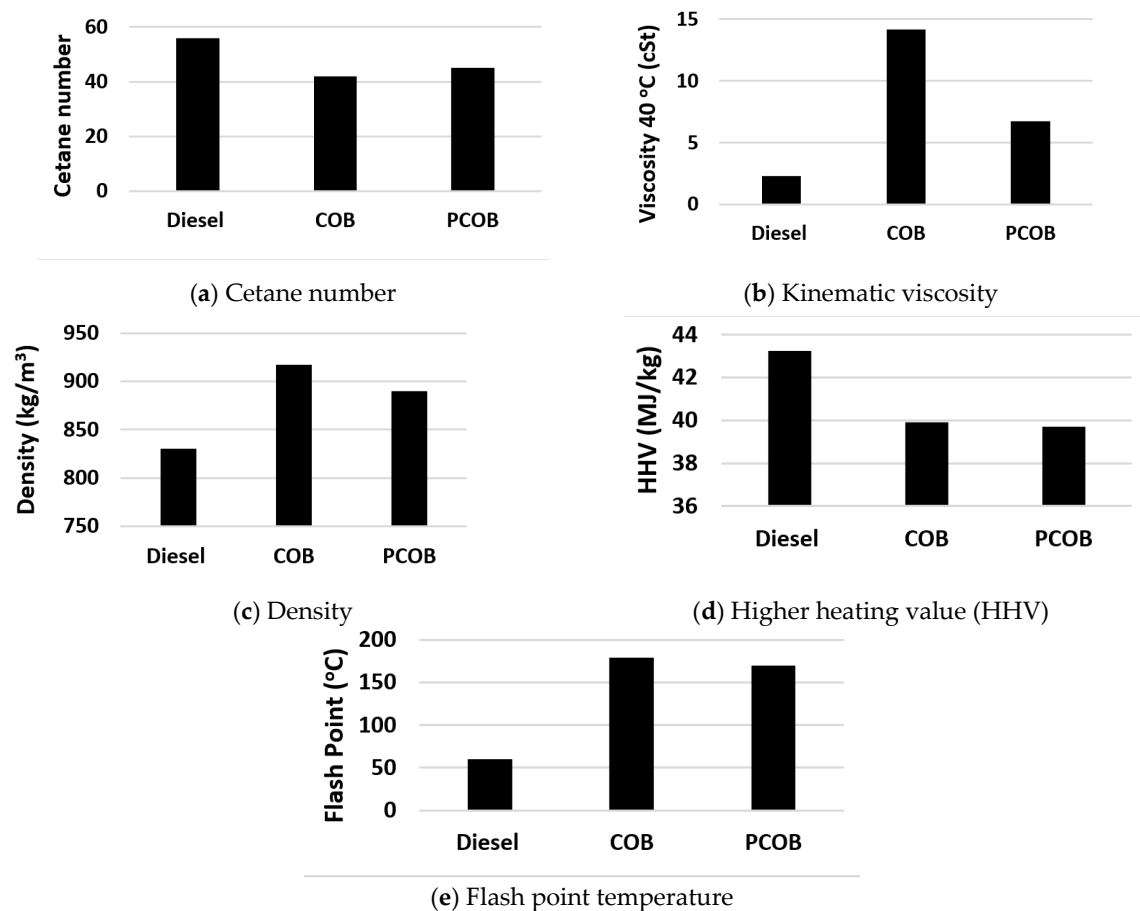 Cetane number
60
40
20
0
Diesel COB PCOB
(a) Cetane number
Viscosity 40 °C (cSt)
15
10
5
0
Diesel COB PCOB
(b) Kinematic viscosity
Density (kg/m³)
950
900
850
800
750
Diesel COB PCOB
(c) Density
HHV (MJ/kg)
44
42
40
38
36
Diesel COB PCOB
(d) Higher heating value (HHV)
Flash Point (°C)
200
150
100
50
0
Diesel COB PCOB
(e) Flash point temperature